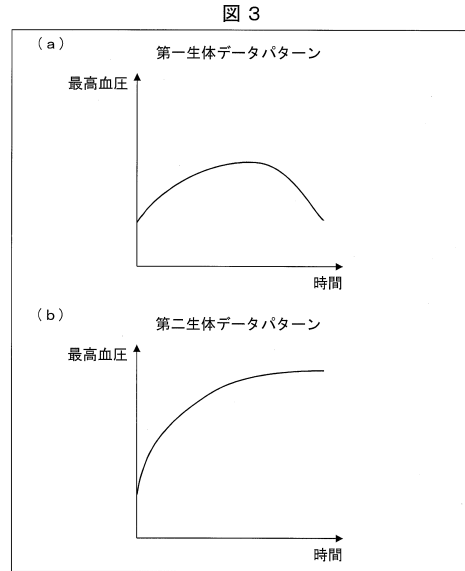 図３
（ａ）
第一生体データパターン
最高血圧
時間
（ｂ）
第二生体データパターン
最高血圧
時間